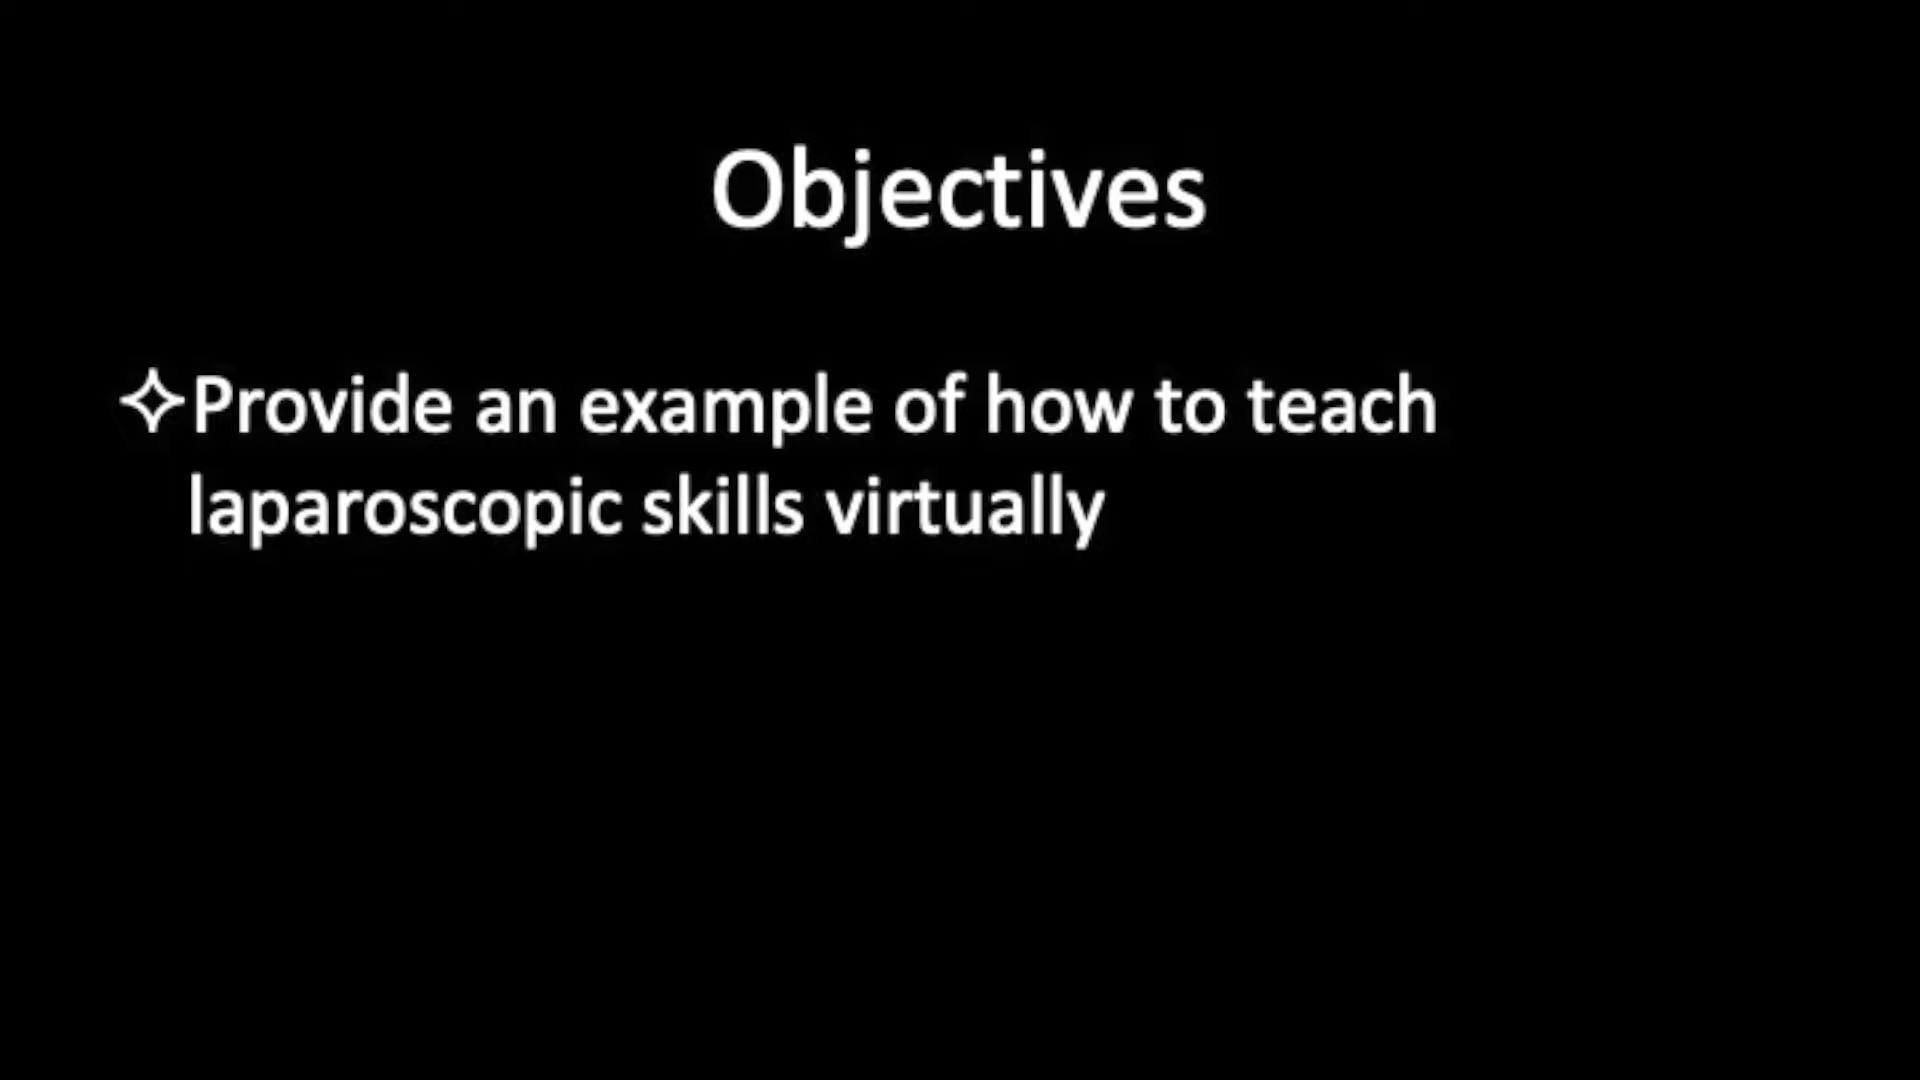 Objectives
✧Provide an example of how to teach
laparoscopic skills virtually